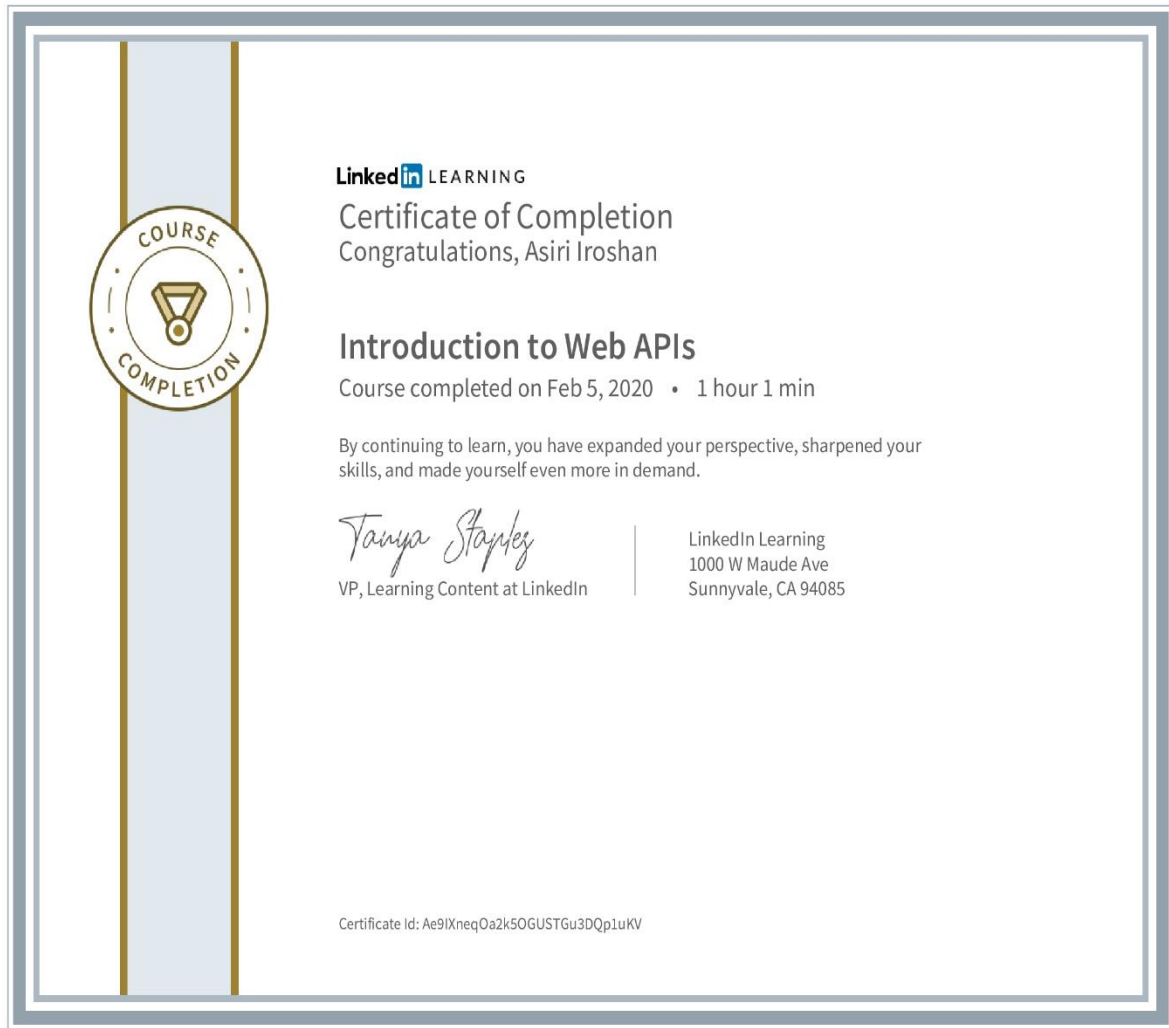 COURSE
COMPLETION
Linked in LEARNING
Certificate of Completion
Congratulations, Asiri Iroshan
Introduction to Web APIs
Course completed on Feb 5, 2020 • 1 hour 1 min
By continuing to learn, you have expanded your perspective, sharpened your
skills, and made yourself even more in demand.
Tanya Staples
VP, Learning Content at LinkedIn
LinkedIn Learning
1000 W Maude Ave
Sunnyvale, CA 94085
Certificate Id: Ae9IXneqOa2k5OGUSTGu3DQp1uKV